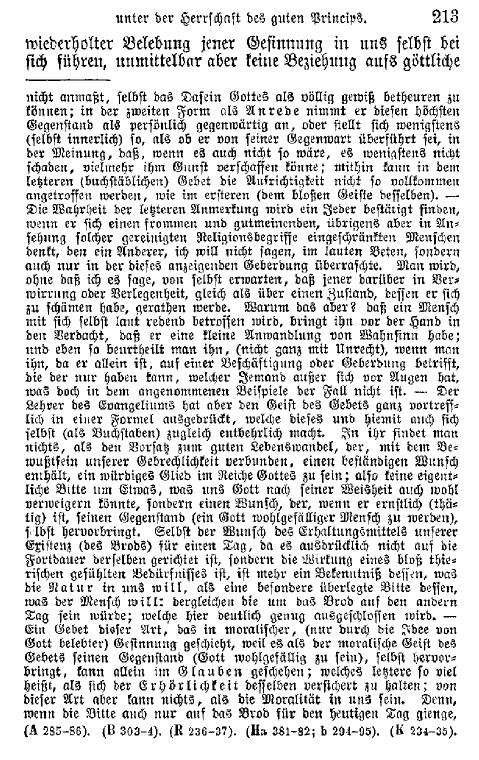 unter der Herrschaft des guten Princips. 213
wiederholter Belebung jener Gesinnung in uns selbst bei
sich führen, unmittelbar aber keine Beziehung aufs göttliche
nicht anmaßt, selbst das Dasein Gottes als völlig gewiß betheuren zu
können; in der zweiten Form als Anrede nimmt er diesen höchsten
Gegenstand als persönlich gegenwärtig an, oder stellt sich wenigstens
(selbst innerlich) so, als ob er von seiner Gegenwart überführt sei, in
der Meinung, daß, wenn es auch nicht so wäre, es wenigstens nicht
schaden, vielmehr ihm Gunst verschaffen könne; mithin kann in dem
letzteren (buchstäblichen) Gebet die Aufrichtigkeit nicht so vollkommen
angetroffen werden, wie im ersteren (dem bloßen Geiste desselben). —
Die Wahrheit der letzteren Anmerkung wird ein Jeder bestätigt finden,
wenn er sich einen frommen und gutmeinenden, übrigens aber in An-
sehung solcher gereinigten Religionsbegriffe eingeschränkten Menschen
denkt, den ein Anderer, ich will nicht sagen, im lauten Beten, sondern
auch nur in der dieses anzeigenden Geberdung überraschte. Man wird,
ohne daß ich es sage, von selbst erwarten, daß jener darüber in Ver-
wirrung oder Verlegenheit, gleich als über einen Zustand, dessen er sich
zu schämen habe, gerathen werde. Warum das aber? daß ein Mensch
mit sich selbst laut redend betroffen wird, bringt ihn vor der Hand in
den Verdacht, daß er eine kleine Anwandlung von Wahnsinn habe;
und eben so beurtheilt man ihn, (nicht ganz mit Unrecht), wenn man
ihn, da er allein ist, auf einer Beschäftigung oder Geberdung betrifft,
die der nur haben kann, welcher Jemand außer sich vor Augen hat,
was doch in dem angenommenen Beispiele der Fall nicht ist. — Der
Lehrer des Evangeliums hat aber den Geist des Gebets ganz vortreff-
lich in einer Formel ausgedrückt, welche dieses und hiemit auch sich
selbst (als Buchstaben) zugleich entbehrlich macht. In ihr findet man
nichts, als den Vorsatz zum guten Lebenswandel, der, mit dem Be-
wußtsein unserer Gebrechlichkeit verbunden, einen beständigen Wunsch
enthält, ein würdiges Glied im Reiche Gottes zu sein; also keine eigent-
liche Bitte um Etwas, was uns Gott nach seiner Weisheit auch wohl
verweigern könnte, sondern einen Wunsch, der, wenn er ernstlich (thä-
tig) ist, seinen Gegenstand (ein Gott wohlgefälliger Mensch zu werden),
selbst hervorbringt. Selbst der Wunsch des Erhaltungsmittels unserer
Existenz (des Brods) für einen Tag, da es ausdrücklich nicht auf die
Fortdauer derselben gerichtet ist, sondern die Wirkung eines bloß thie-
rischen gefühlten Bedürfnisses ist, ist mehr ein Bekenntniß dessen, was
die Natur in uns will, als eine besondere überlegte Bitte dessen,
was der Mensch will: dergleichen die um das Brod auf den andern
Tag sein würde; welche hier deutlich genug ausgeschlossen wird. —
Ein Gebet dieser Art, das in moralischer, (nur durch die Idee von
Gott belebter) Gesinnung geschieht, weil es als der moralische Geist des
Gebets seinen Gegenstand (Gott wohlgefällig zu sein), selbst hervor-
bringt, kann allein im Glauben geschehen; welches letztere so viel
heißt, als sich der Erhörlichkeit desselben versichert zu halten; von
dieser Art aber kann nichts, als die Moralität in uns sein. Denn,
wenn die Bitte auch nur auf das Brod für den heutigen Tag gienge,
(A 285-86). (B 303-4). (R 236-37). (Ha 381-82; b 294-95). (K 234-35).